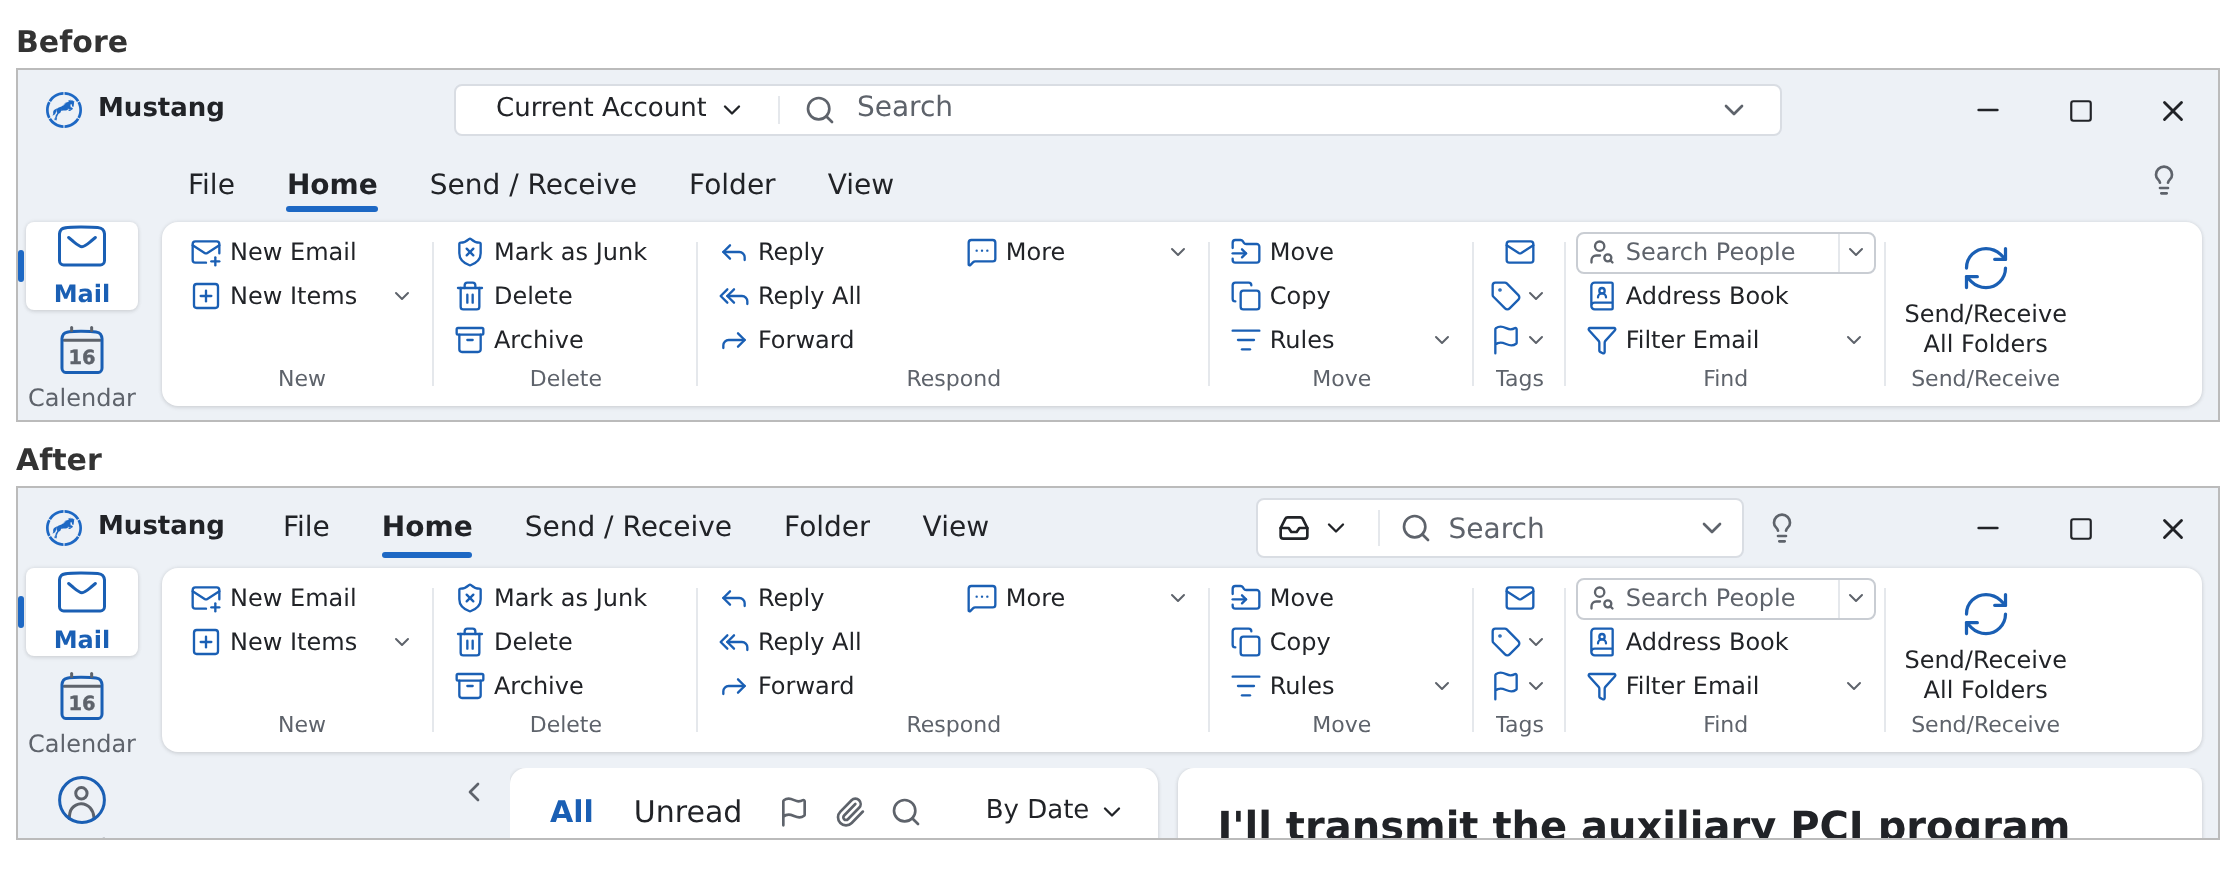 Before
Mustang
Current Account
Search
File Home Send / Receive Folder View
Mail
16
Calendar
New Email
New Items
New
Mark as Junk
Delete
Archive
Delete
Reply
Reply All
Forward
More
Respond
Move
Copy
Rules
Move
Tags
Search People
Address Book
Filter Email
Find
Send/Receive
All Folders
Send/Receive
After
Mustang
File Home Send / Receive Folder View
Search
Mail
16
Calendar
New Email
New Items
New
Mark as Junk
Delete
Archive
Delete
Reply
Reply All
Forward
More
Respond
Move
Copy
Rules
Move
Tags
Search People
Address Book
Filter Email
Find
Send/Receive
All Folders
Send/Receive
All Unread By Date
I'll transmit the auxiliary PCI program